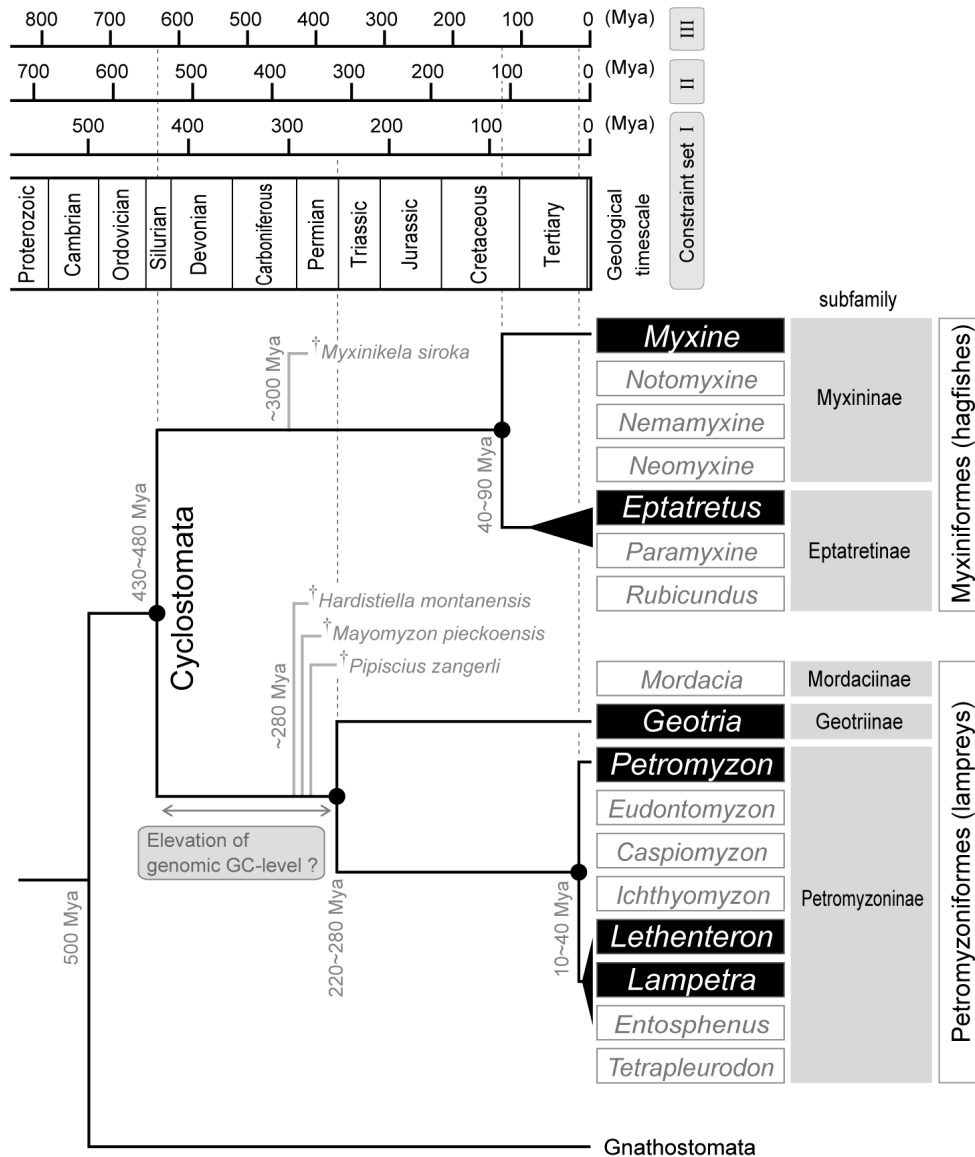 800 700 600 500 400 300 200 100 0 (Mya) III
700 600 500 400 300 200 100 0 (Mya) II
500 400 300 200 100 0 (Mya)
Constraint set I
Proterozoic
Cambrian
Ordovician
Silurian
Devonian
Carboniferous
Permian
Triassic
Jurassic
Cretaceous
Tertiary
Geological
timescale
subfamily
Myxine
Notomyxine
Nemamyxine
Neomyxine
Myxininae
Eptatretus
Paramyxine
Rubicundus
Eptatretinae
Myxiniformes (hagfishes)
†Myxinikela siroka
~300 Mya
40~90 Mya
430~480 Mya
Cyclostomata
†Hardistiella montanensis
†Mayomyzon pieckoensis
†Pipiscius zangerli
~280 Mya
Mordacia
Mordaciinae
Geotria
Geotriinae
Petromyzon
Eudontomyzon
Caspiomyzon
Ichthyomyzon
Lethenteron
Lampetra
Entosphenus
Tetrapleurodon
Petromyzoninae
Petromyzoniformes (lampreys)
Elevation of
genomic GC-level ?
500 Mya
220~280 Mya
10~40 Mya
Gnathostomata